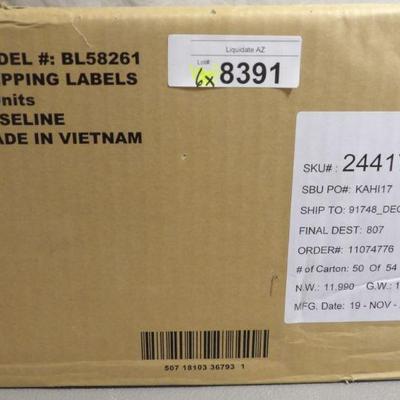 DEL #: BL58261
PPING LABELS
nits
SELINE
ADE IN VIETNAM
Liquidate AZ
Lot#
6x 8391
SKU# : 24417
SBU PO#: KAHI17
SHIP TO: 91748_DEC
FINAL DEST: 807
ORDER#: 11074776
# of Carton: 50 Of 54
N.W.: 11.990 G.W.: 1
MFG. Date: 19 - NOV -
507 18103 36793 1